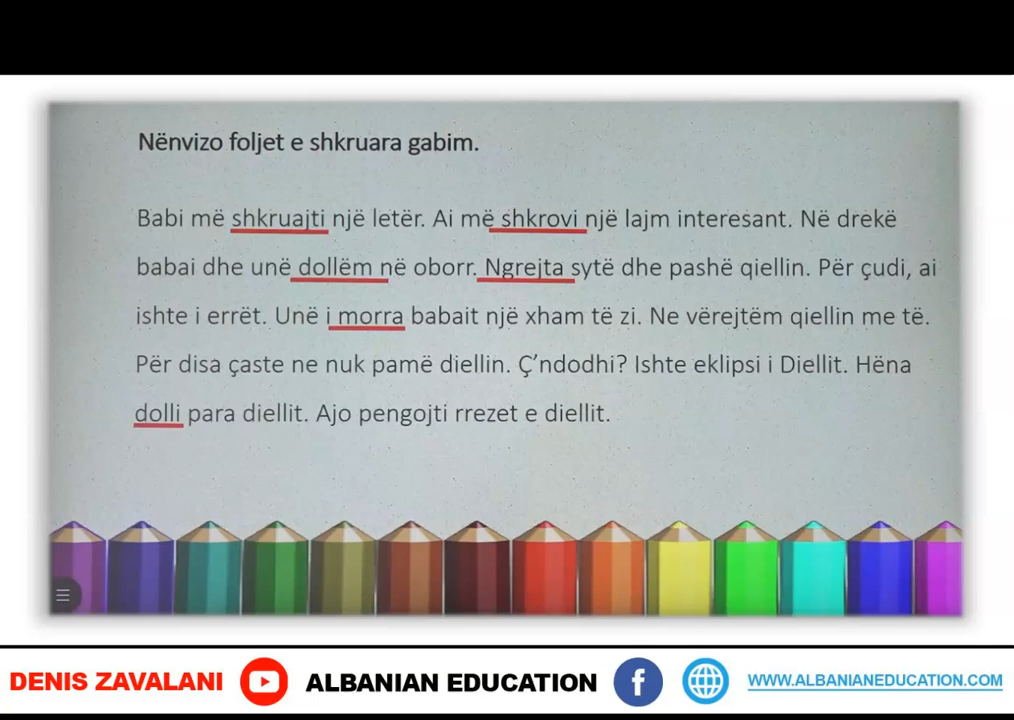 Nënvizo foljet e shkruara gabim.
Babi më shkruajti një letër. Ai më shkrovi një lajm interesant. Në drekë
babai dhe unë dollëm në oborr. Ngrejta sytë dhe pashë qiellin. Për çudi, ai
ishte i errët. Unë i morra babait një xham të zi. Ne vërejtëm qiellin me të.
Për disa çaste ne nuk pamë diellin. Ç’ndodhi? Ishte eklipsi i Diellit. Hëna
dolli para diellit. Ajo pengojti rrezet e diellit.
DENIS ZAVALANI ALBANIAN EDUCATION f WWW.ALBANIANEDUCATION.COM